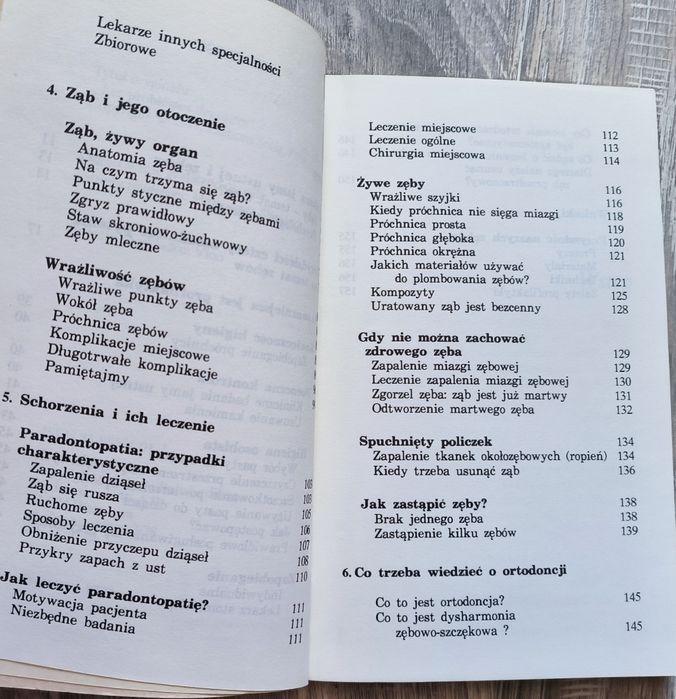 Lekarze innych specjalności
Zbiorowe
4. Ząb i jego otoczenie
Ząb, żywy organ
Anatomia zęba
Na czym trzyma się ząb?
Punkty styczne między zębami
Zgryz prawidłowy
Staw skroniowo-żuchwowy
Zęby mleczne
Wrażliwość zębów
Wrażliwe punkty zęba
Wokół zęba
Próchnica zębów
Komplikacje miejscowe
Długotrwałe komplikacje
Pamiętajmy
5. Schorzenia i ich leczenie
Paradontopatia: przypadki
charakterystyczne 103
Zapalenie dziąseł 103
Ząb się rusza 105
Ruchome zęby 106
Sposoby leczenia 107
Obniżenie przyczepu dziąseł 108
Przykry zapach z ust 110
Jak leczyć paradontopatię? 111
Motywacja pacjenta 111
Niezbędne badania 111
Leczenie miejscowe 112
Leczenie ogólne 113
Chirurgia miejscowa 114
Żywe zęby 116
Wrażliwe szyjki 116
Kiedy próchnica nie sięga miazgi 118
Próchnica prosta 119
Próchnica głęboka 120
Próchnica okrężna 121
Jakich materiałów używać
do plombowania zębów? 121
Kompozyty 125
Uratowany ząb jest bezcenny 128
Gdy nie można zachować
zdrowego zęba 129
Zapalenie miazgi zębowej 129
Leczenie zapalenia miazgi zębowej 130
Zgorzel zęba: ząb jest już martwy 131
Odtworzenie martwego zęba 132
Spuchnięty policzek 134
Zapalenie tkanek okołozębowych (ropień) 134
Kiedy trzeba usunąć ząb 136
Jak zastąpić zęby? 138
Brak jednego zęba 138
Zastąpienie kilku zębów 139
6. Co trzeba wiedzieć o ortodoncji
Co to jest ortodoncja? 145
Co to jest dysharmonia
zębowo-szczękowa ? 145